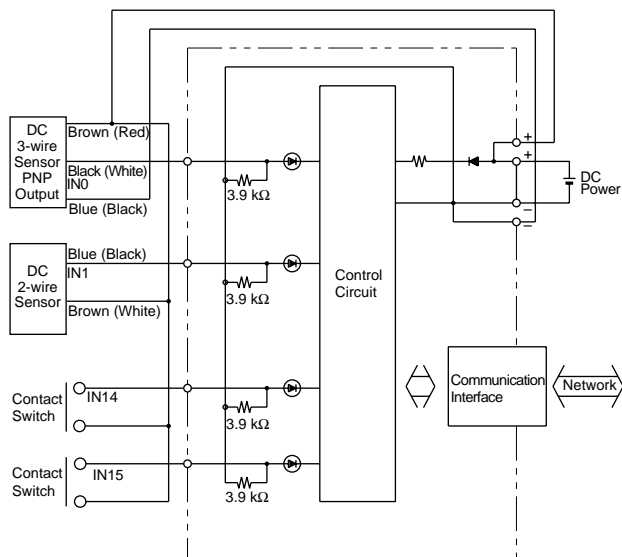 DC
3-wire
Sensor
PNP
Output
Brown (Red)
Black (White)
IN0
Blue (Black)
3.9 kΩ
+
+
–
–
DC
Power
DC
2-wire
Sensor
Blue (Black)
IN1
Brown (White)
3.9 kΩ
Control
Circuit
Contact
Switch
IN14
3.9 kΩ
Communication
Interface
Network
Contact
Switch
IN15
3.9 kΩ